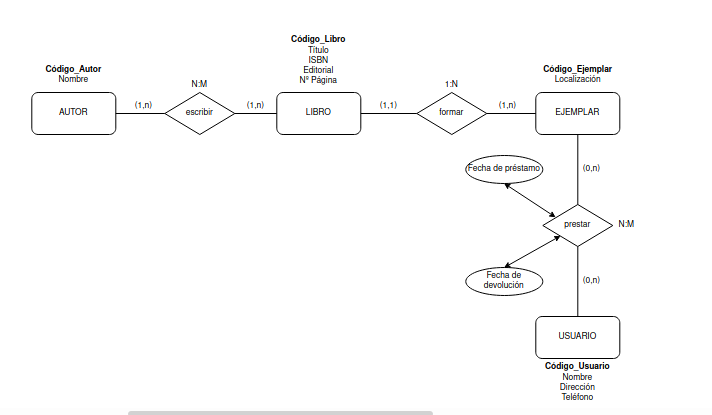 Código_Libro
Título
ISBN
Editorial
Nº Página
Código_Autor
Nombre
Código_Ejemplar
Localización
N:M
1:N
AUTOR
(1,n)
escribir
(1,n)
LIBRO
(1,1)
formar
(1,n)
EJEMPLAR
Fecha de préstamo
(0,n)
prestar
N:M
Fecha de
devolución
(0,n)
USUARIO
Código_Usuario
Nombre
Dirección
Teléfono